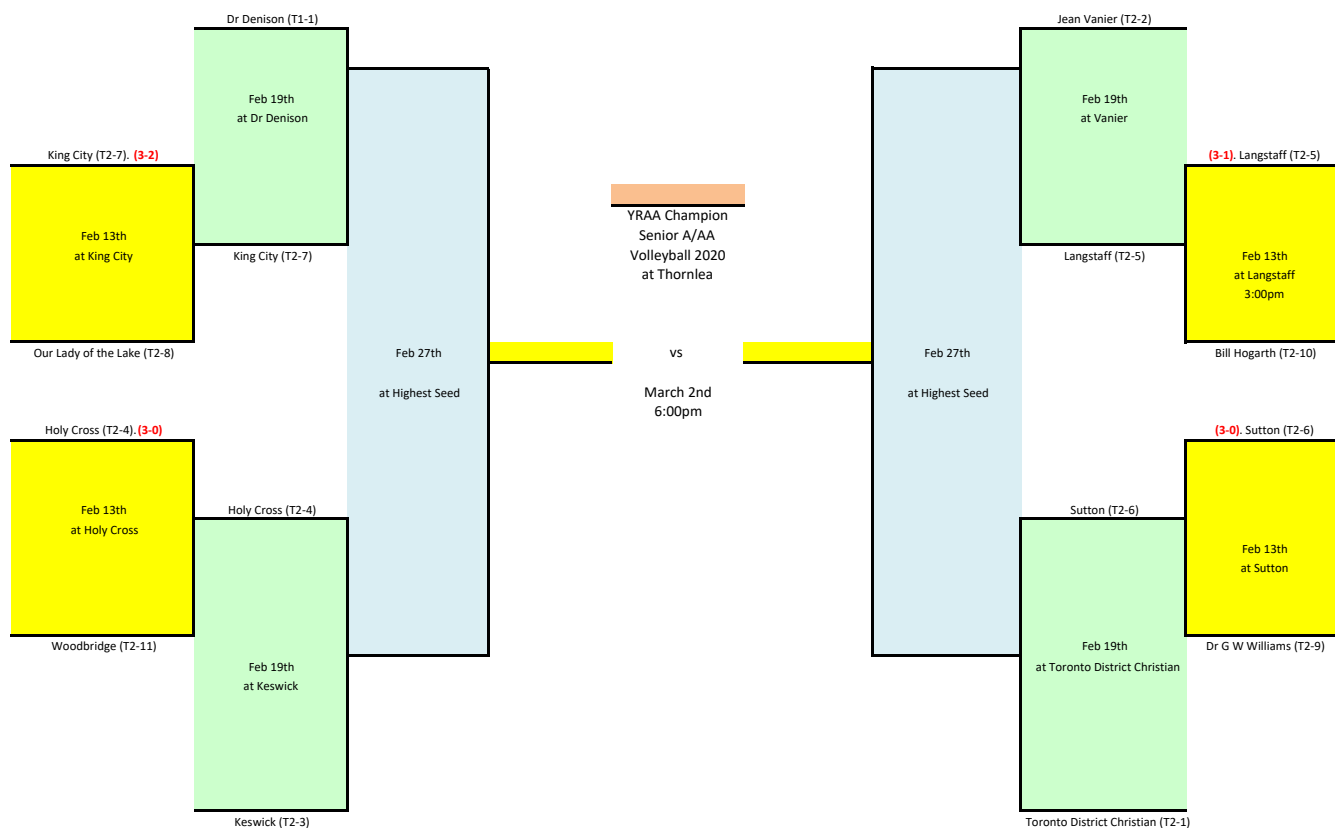 Dr Denison (T1-1)
Jean Vanier (T2-2)
Feb 19th
at Dr Denison
Feb 19th
at Vanier
King City (T2-7). (3-2)
(3-1). Langstaff (T2-5)
YRAA Champion
Senior A/AA
Volleyball 2020
at Thornlea
Feb 13th
at King City
King City (T2-7)
Langstaff (T2-5)
Feb 13th
at Langstaff
3:00pm
Our Lady of the Lake (T2-8)
Feb 27th
at Highest Seed
vs
March 2nd
6:00pm
Feb 27th
at Highest Seed
Bill Hogarth (T2-10)
Holy Cross (T2-4).(3-0)
(3-0). Sutton (T2-6)
Feb 13th
at Holy Cross
Holy Cross (T2-4)
Sutton (T2-6)
Feb 13th
at Sutton
Woodbridge (T2-11)
Dr G W Williams (T2-9)
Feb 19th
at Keswick
Feb 19th
at Toronto District Christian
Keswick (T2-3)
Toronto District Christian (T2-1)